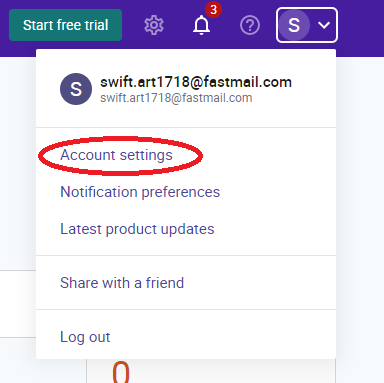 Start free trial
3
S
S
swift.art1718@fastmail.com
swift.art1718@fastmail.com
Account settings
Notification preferences
Latest product updates
Share with a friend
Log out
0